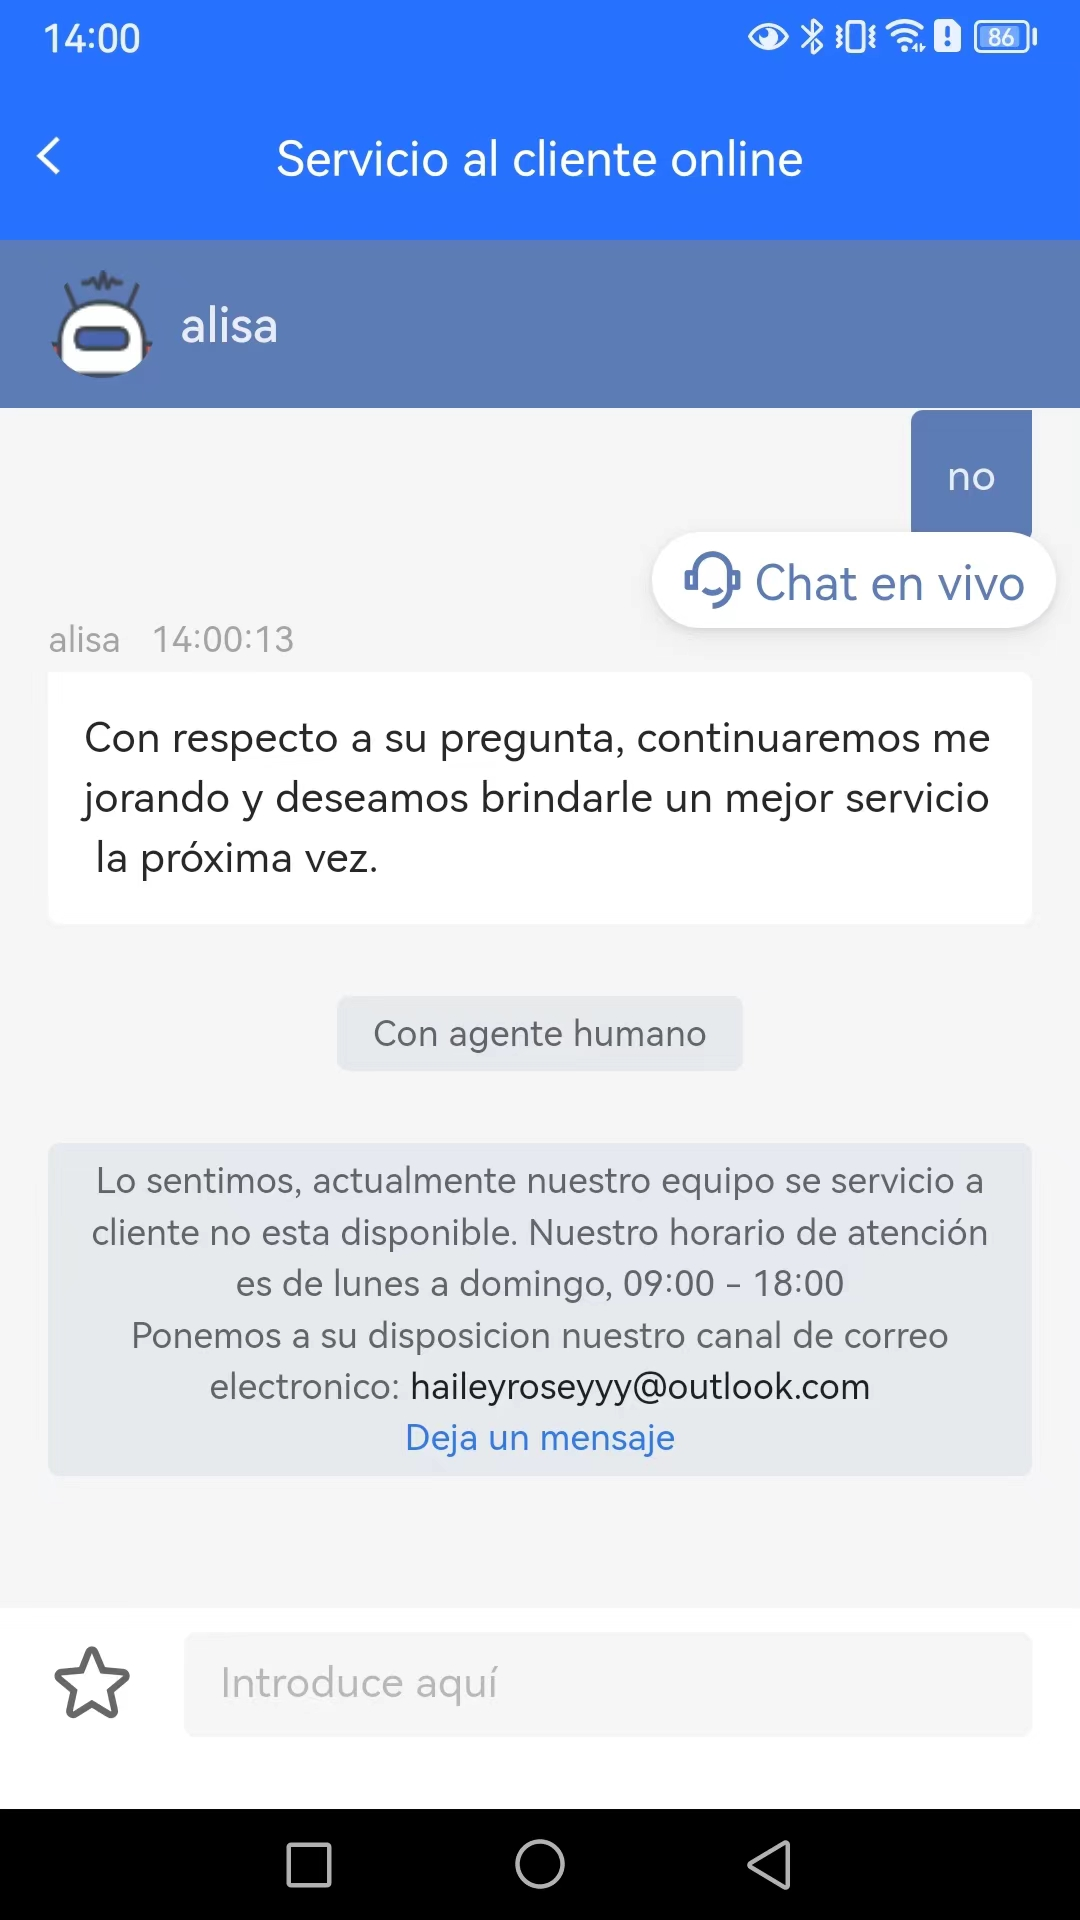 14:00
86
Servicio al cliente online
alisa
no
Chat en vivo
alisa 14:00:13
Con respecto a su pregunta, continuaremos me
jorando y deseamos brindarle un mejor servicio
la próxima vez.
Con agente humano
Lo sentimos, actualmente nuestro equipo se servicio a
cliente no esta disponible. Nuestro horario de atención
es de lunes a domingo, 09:00 - 18:00
Ponemos a su disposicion nuestro canal de correo
electronico: haileyroseyyy@outlook.com
Deja un mensaje
Introduce aquí